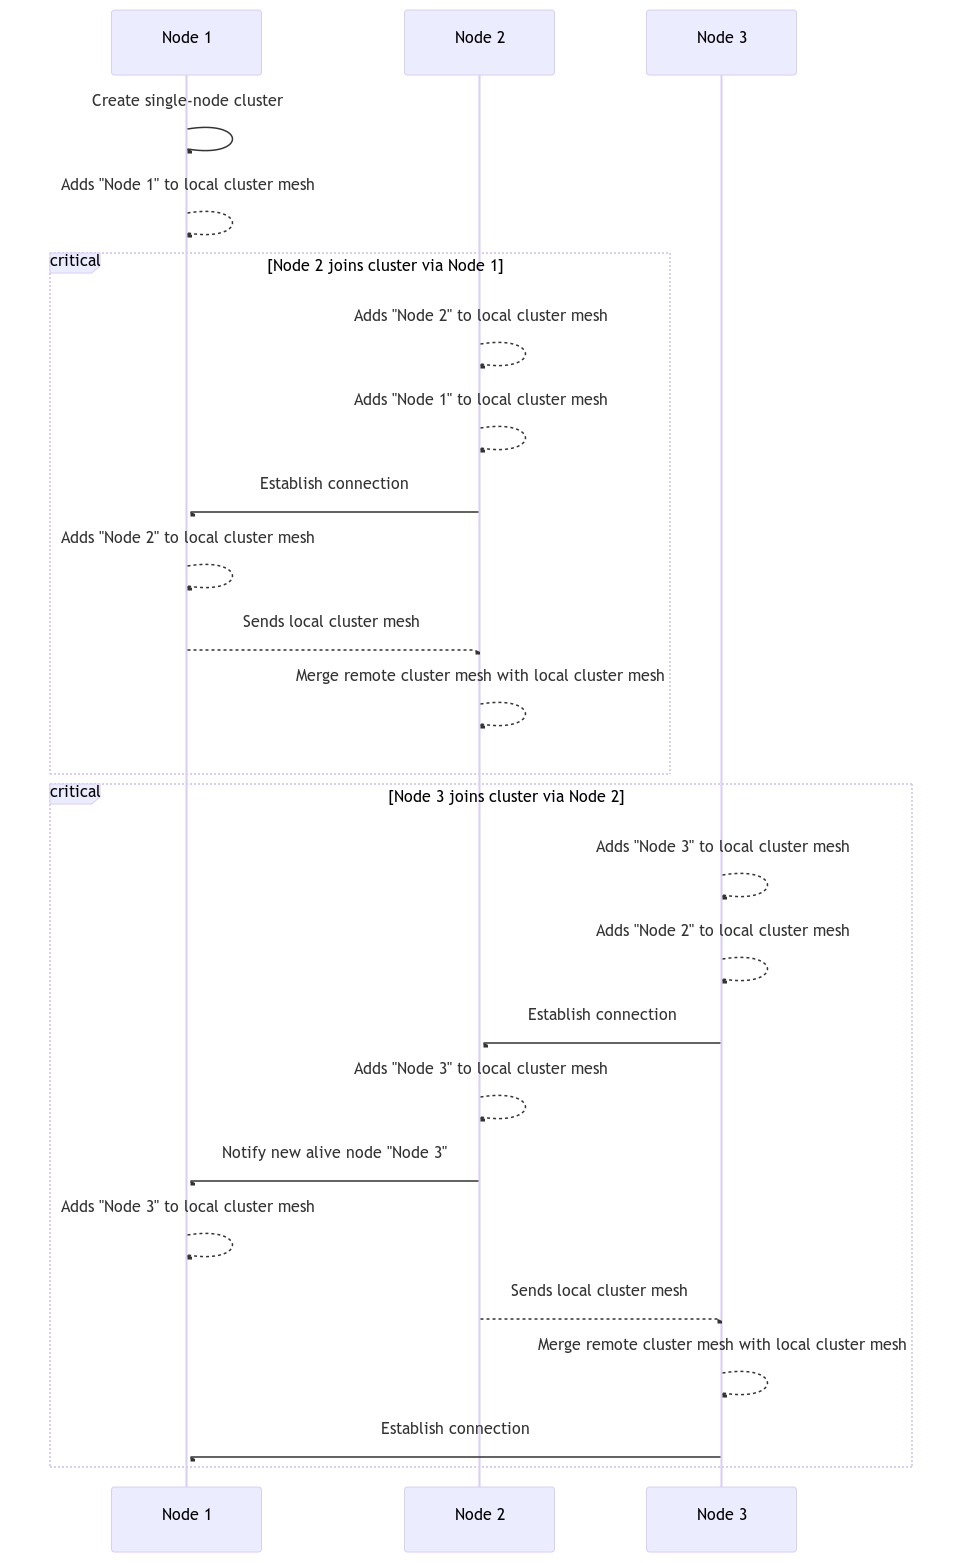 Node 1
Node 2
Node 3
Create single-node cluster
Adds "Node 1" to local cluster mesh
critical
[Node 2 joins cluster via Node 1]
Adds "Node 2" to local cluster mesh
Adds "Node 1" to local cluster mesh
Establish connection
Adds "Node 2" to local cluster mesh
Sends local cluster mesh
Merge remote cluster mesh with local cluster mesh
critical
[Node 3 joins cluster via Node 2]
Adds "Node 3" to local cluster mesh
Adds "Node 2" to local cluster mesh
Establish connection
Adds "Node 3" to local cluster mesh
Notify new alive node "Node 3"
Adds "Node 3" to local cluster mesh
Sends local cluster mesh
Merge remote cluster mesh with local cluster mesh
Establish connection
Node 1
Node 2
Node 3